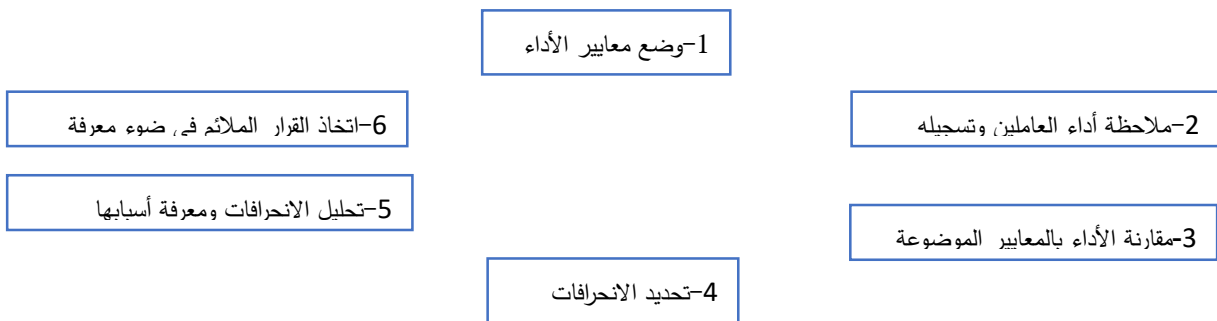 1-وضع معايير الأداء
2-ملاحظة أداء العاملين وتسجيله
3-مقارنة الأداء بالمعايير الموضوعة
4-تحديد الانحرافات
5-تحليل الانحرافات ومعرفة أسبابها
6-اتخاذ القرار الملائم في ضوء معرفة